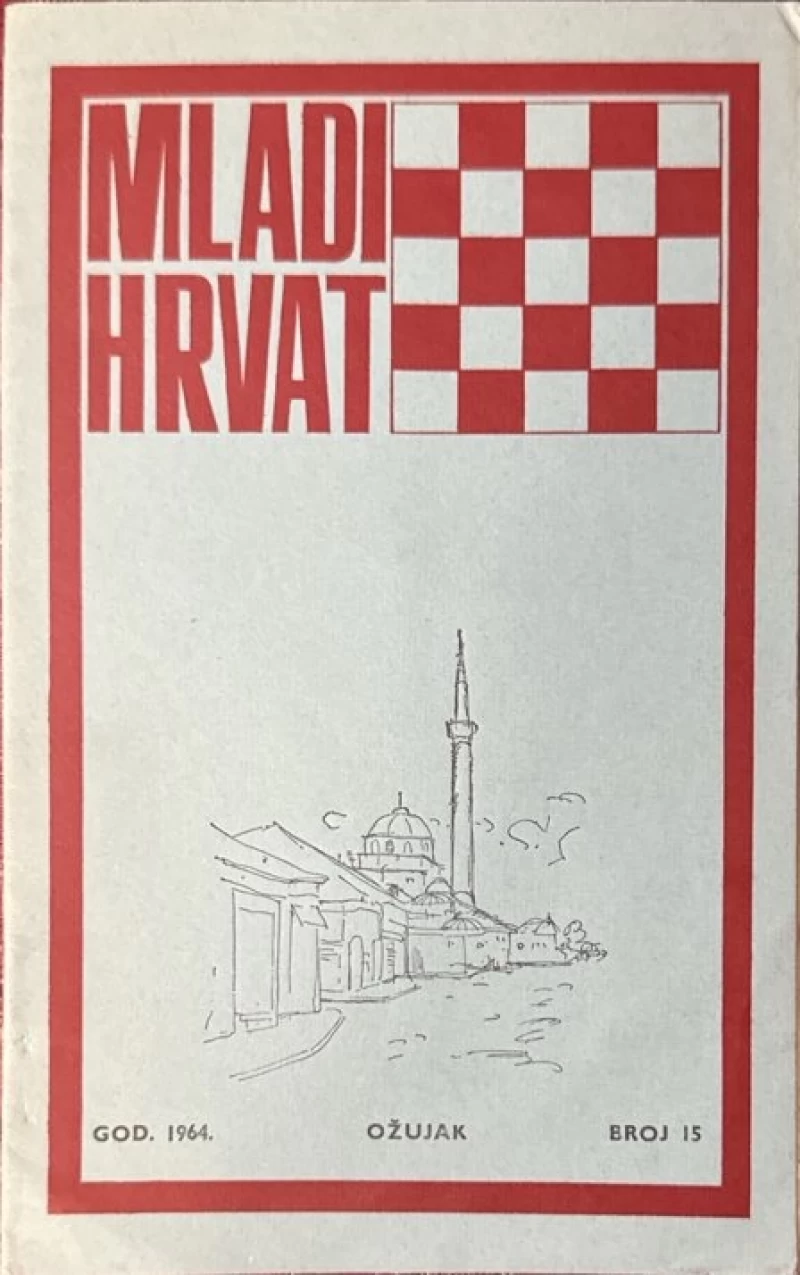 MLADI
HRVAT
GOD. 1964. OŽUJAK BROJ 15